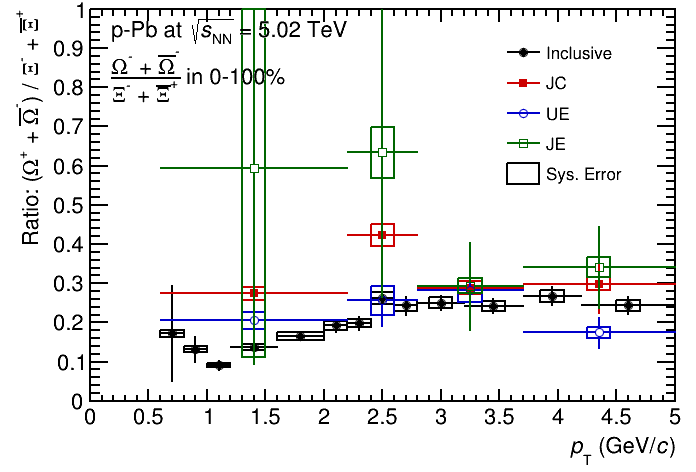 p-Pb at √s_NN = 5.02 TeV
Ω⁻ + Ω̅⁻ / Ξ⁻ + Ξ̅⁺ in 0-100%
Inclusive
JC
UE
JE
Sys. Error
Ratio: (Ω⁺ + Ω̅⁻) / Ξ⁻ + Ξ̅⁺
1
0.9
0.8
0.7
0.6
0.5
0.4
0.3
0.2
0.1
0
0 0.5 1 1.5 2 2.5 3 3.5 4 4.5 5
p_T (GeV/c)